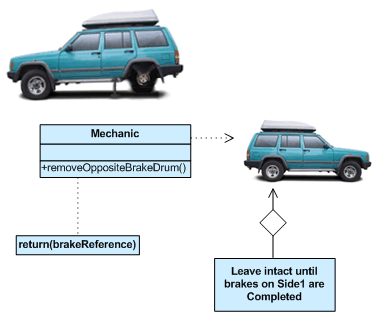 Mechanic
+removeOppositeBrakeDrum()
return(brakeReference)
Leave intact until
brakes on Side1 are
Completed